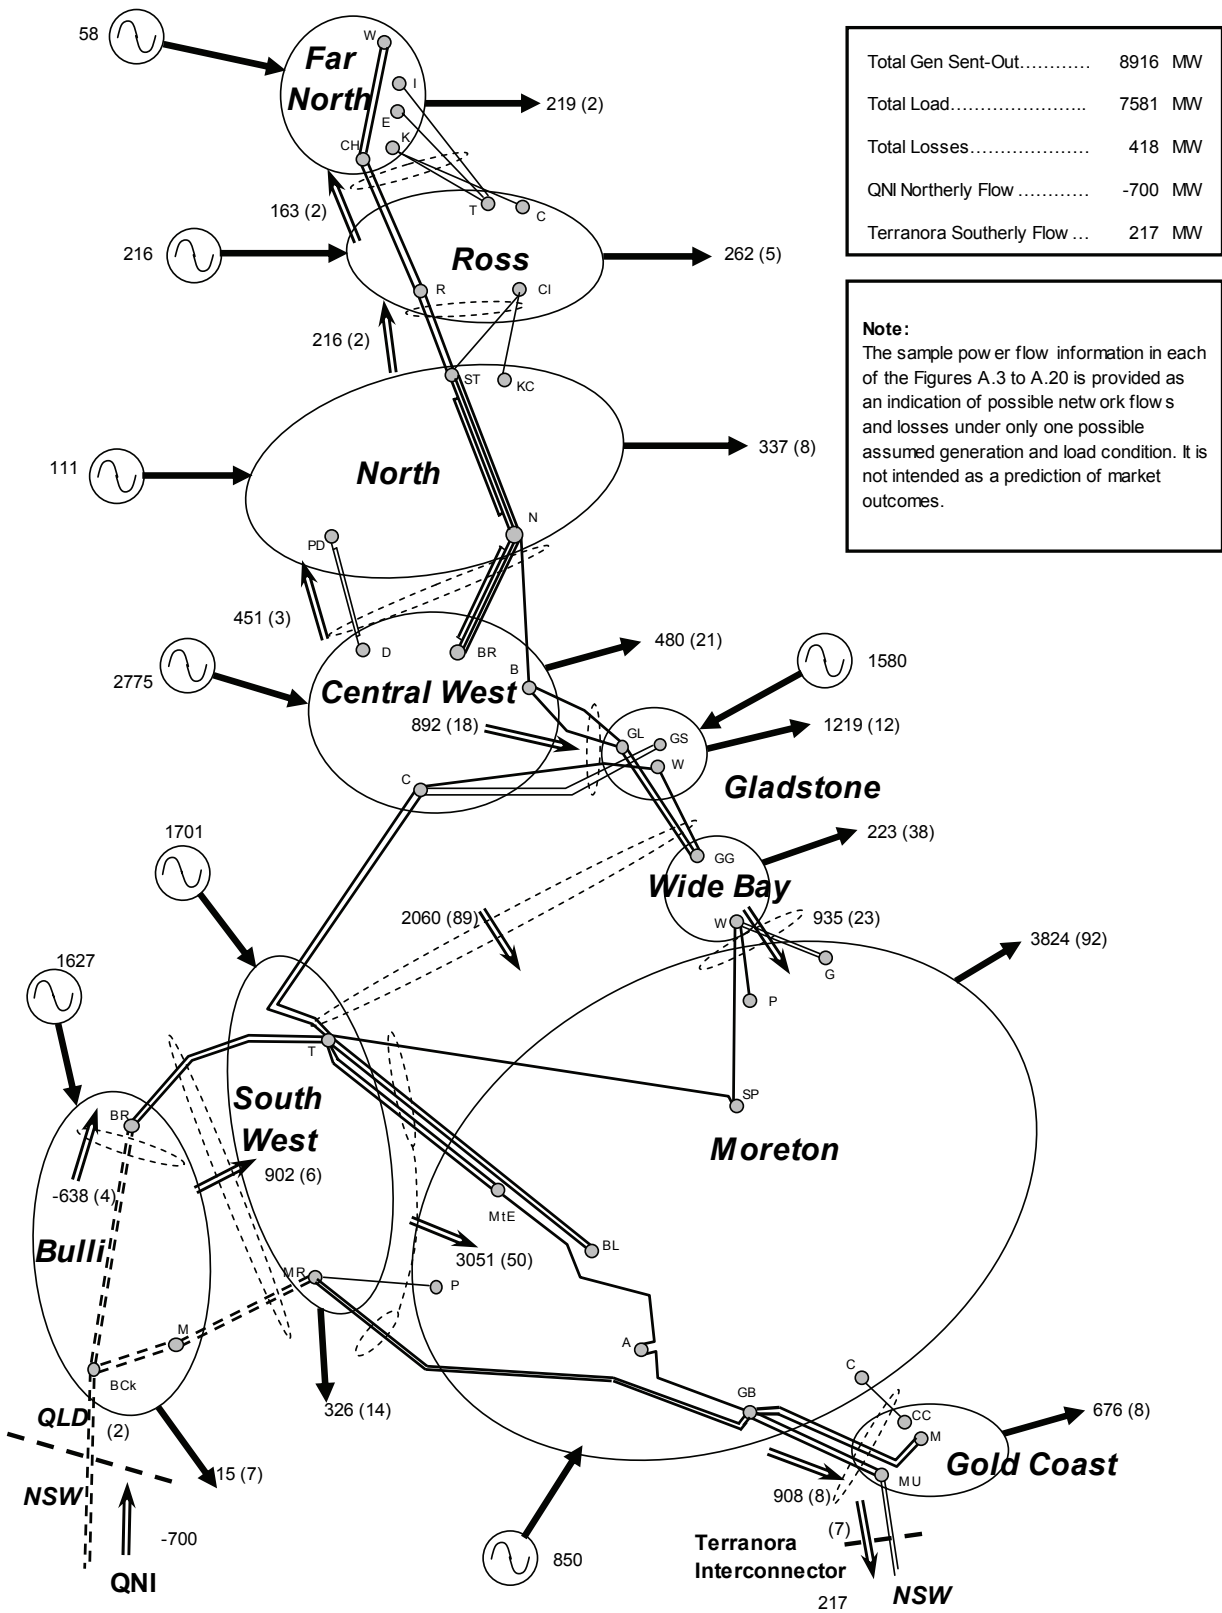 58
W
Far
North
I
E
K
CH
219 (2)
163 (2)
T
C
216
Ross
262 (5)
R
CI
216 (2)
ST
KC
337 (8)
111
North
N
PD
451 (3)
D
BR
480 (21)
2775
Central West
B
1580
892 (18)
GL
GS
W
1219 (12)
C
Gladstone
1701
GG
223 (38)
Wide Bay
2060 (89)
W
935 (23)
G
3824 (92)
P
1627
T
BR
South
West
SP
Moreton
902 (6)
-638 (4)
MtE
BL
Bulli
3051 (50)
MR
P
M
A
BCk
C
QLD
(2)
326 (14)
GB
CC
M
676 (8)
Gold Coast
15 (7)
NSW
908 (8)
MU
-700
QNI
850
(7)
Terranora
Interconnector
217
NSW
Total Gen Sent-Out............ 8916 MW
Total Load...................... 7581 MW
Total Losses................... 418 MW
QNI Northerly Flow ............ -700 MW
Terranora Southerly Flow ... 217 MW
Note:
The sample power flow information in each
of the Figures A.3 to A.20 is provided as
an indication of possible network flows
and losses under only one possible
assumed generation and load condition. It is
not intended as a prediction of market
outcomes.